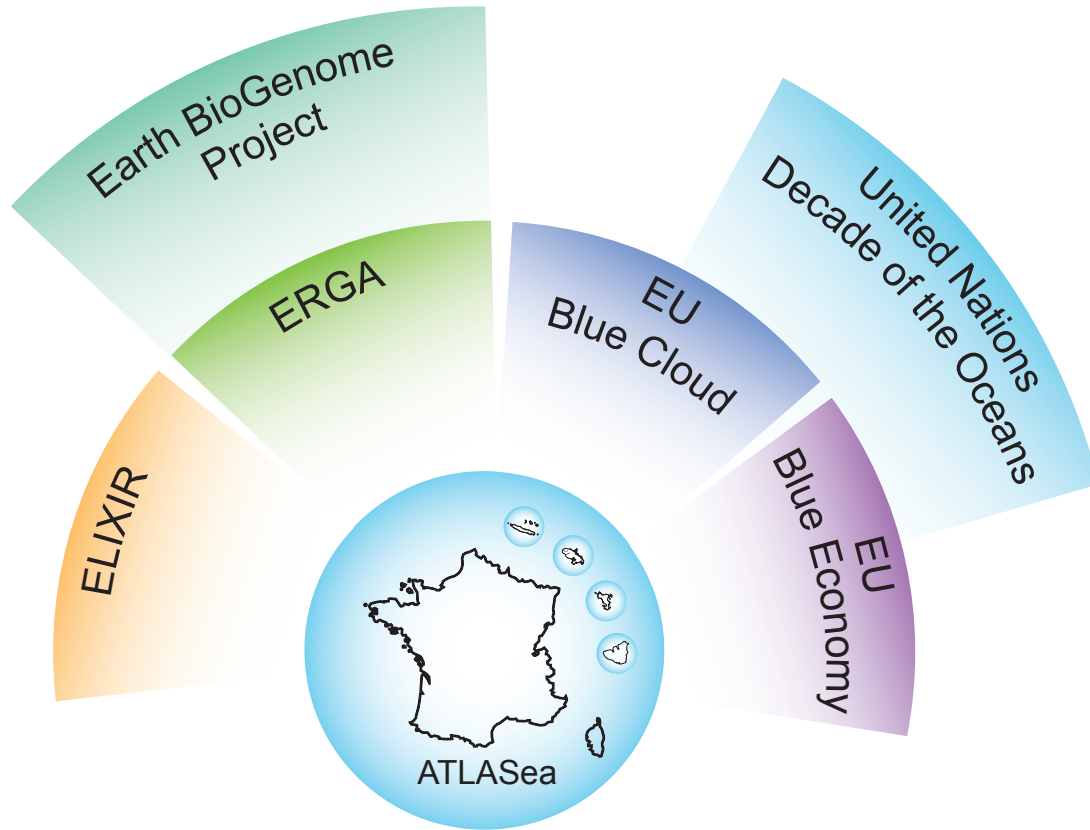 Earth BioGenome
Project
United Nations
Decade of the Oceans
ERGA
EU
Blue Cloud
ELIXIR
EU
Blue Economy
ATLASea